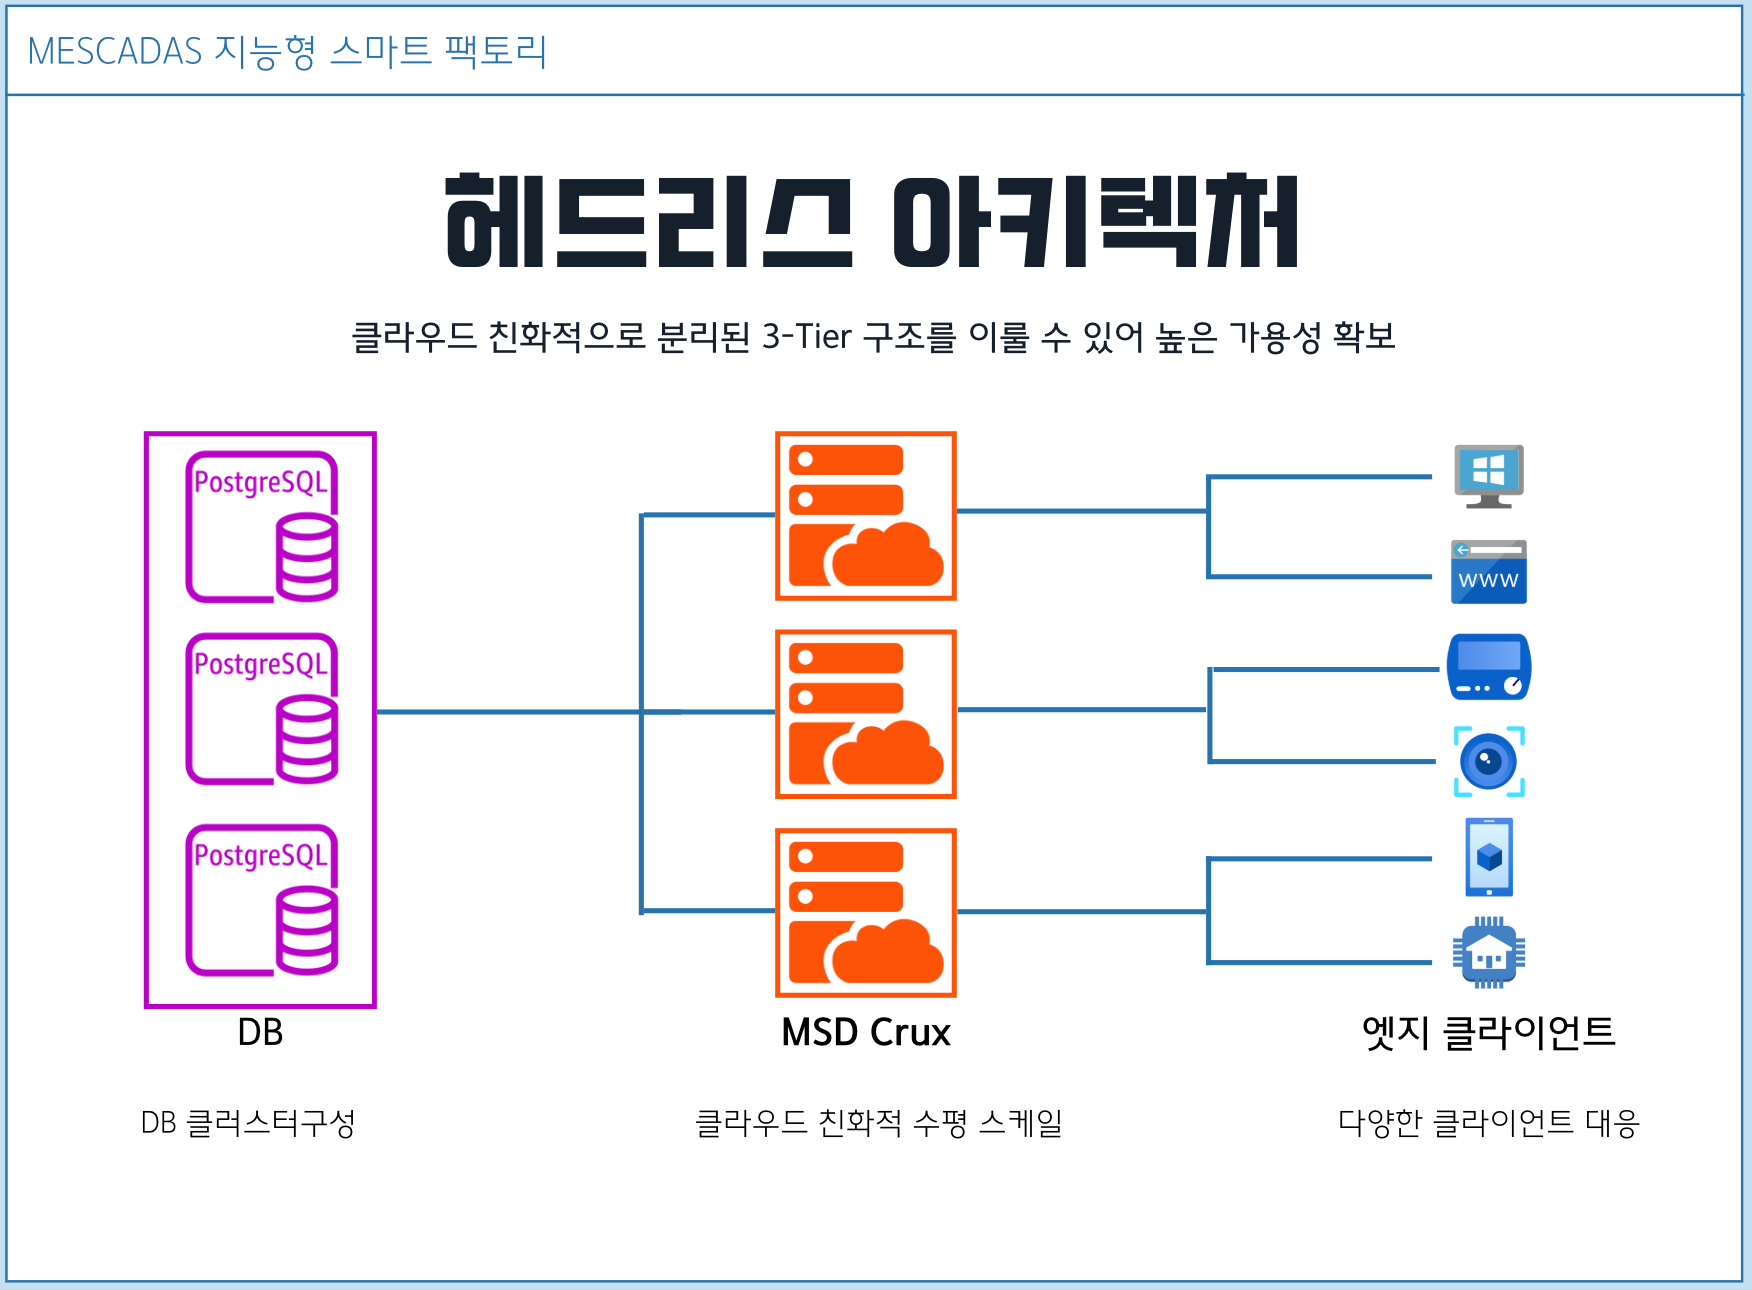 MESCADAS 지능형 스마트 팩토리
헤드리스 아키텍처
클라우드 친화적으로 분리된 3-Tier 구조를 이룰 수 있어 높은 가용성 확보
PostgreSQL
PostgreSQL
PostgreSQL
WWW
DB
MSD Crux
엣지 클라이언트
DB 클러스터구성
클라우드 친화적 수평 스케일
다양한 클라이언트 대응